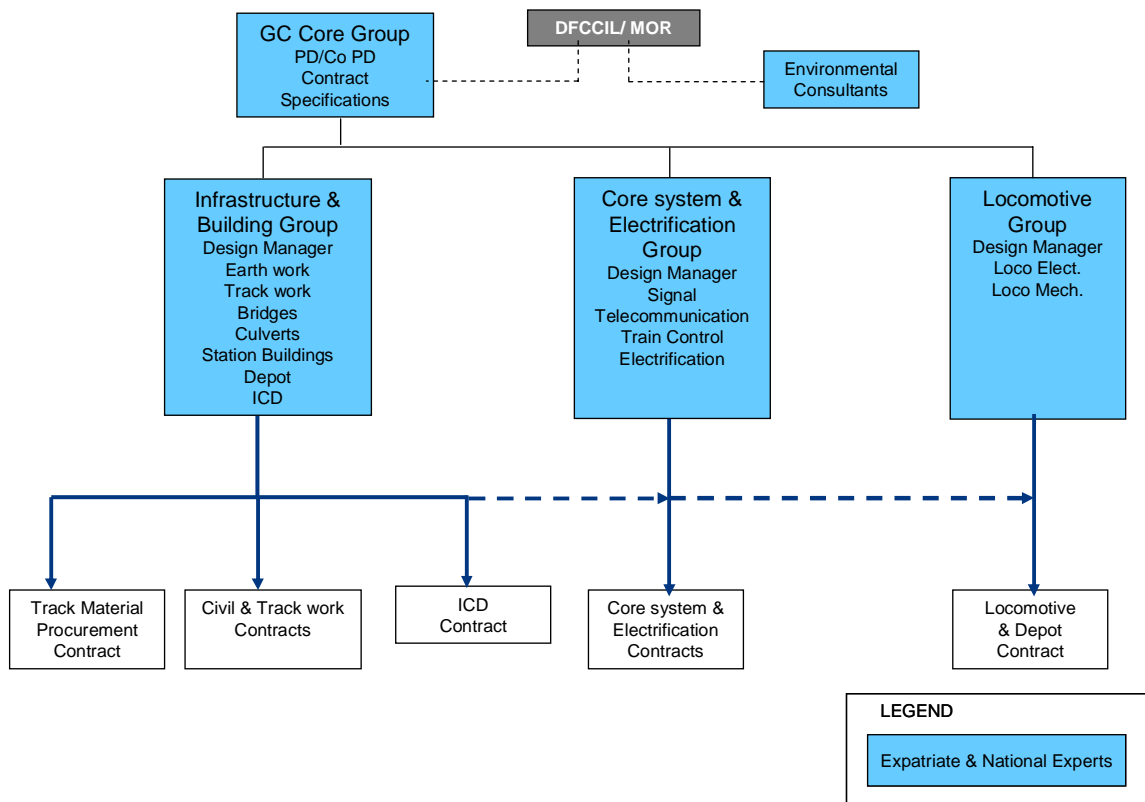 GC Core Group
PD/Co PD
Contract
Specifications
DFCCIL/ MOR
Environmental
Consultants
Infrastructure &
Building Group
Design Manager
Earth work
Track work
Bridges
Culverts
Station Buildings
Depot
ICD
Core system &
Electrification
Group
Design Manager
Signal
Telecommunication
Train Control
Electrification
Locomotive
Group
Design Manager
Loco Elect.
Loco Mech.
Track Material
Procurement
Contract
Civil & Track work
Contracts
ICD
Contract
Core system &
Electrification
Contracts
Locomotive
& Depot
Contract
LEGEND
Expatriate & National Experts